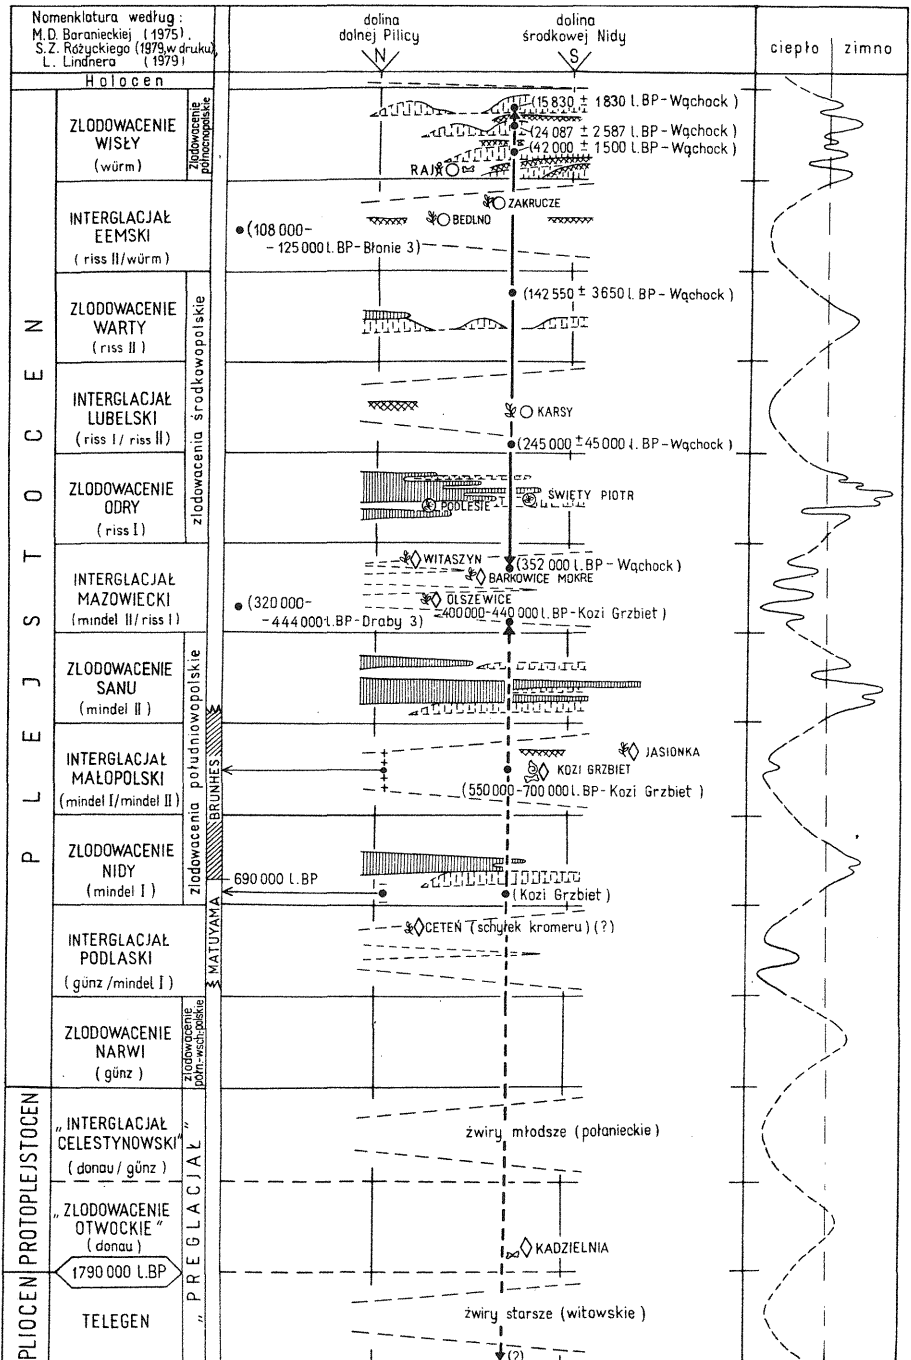 Nomenklatura według :
M.D. Baranieckiej (1975),
S.Z. Różyckiego (1979,w druku),
L. Lindnera (1979)
dolina
dolnej Pilicy
N
dolina
środkowej Nidy
S
ciepło
zimno
Holocen
PLEJSTOCEN
ZLODOWACENIE
WISŁY
(würm)
zlodowacenie
północnopolskie
(15 830 ± 1830 l. BP-Wąchock)
(24 087 ± 2587 l. BP-Wąchock)
(42 000 ± 1500 l. BP-Wąchock)
RAJ
INTERGLACJAŁ
EEMSKI
(riss II/würm)
ZAKRUCZE
BEDLNO
(108 000-
-125 000 l. BP-Błonie 3)
zlodowacenia środkowopolskie
ZLODOWACENIE
WARTY
(riss II)
(142 550 ± 3650 l. BP-Wąchock)
INTERGLACJAŁ
LUBELSKI
(riss I/ riss II)
KARSY
(245 000 ± 45 000 l. BP-Wąchock)
ZLODOWACENIE
ODRY
(riss I)
ŚWIĘTY PIOTR
PODLESIE
INTERGLACJAŁ
MAZOWIECKI
(mindel II/riss I)
WITASZYN
(352 000 l. BP- Wąchock)
BARKOWICE MOKRE
OLSZEWICE
(320 000-
-444 000 l. BP-Draby 3)
400 000-440 000 l. BP-Kozi Grzbiet)
zlodowacenia południowopolskie
ZLODOWACENIE
SANU
(mindel II)
INTERGLACJAŁ
MAŁOPOLSKI
(mindel I/mindel II)
BRUNHES
JASIONKA
KOZI GRZBIET
(550 000-700 000 l. BP-Kozi Grzbiet)
ZLODOWACENIE
NIDY
(mindel I)
690 000 l. BP
(Kozi Grzbiet)
MATUYAMA
INTERGLACJAŁ
PODLASKI
(günz/mindel I)
CETEŃ (schyłek kromeru) (?)
ZLODOWACENIE
NARWI
(günz)
zlodowacenie
półn.-wsch.-polskie
PROTOPLEJSTOCEN
„INTERGLACJAŁ
CELESTYNOWSKI"
(donau/günz)
„PREGLACJAŁ"
żwiry młodsze (połanieckie)
„ZLODOWACENIE
OTWOCKIE"
(donau)
KADZIELNIA
1790 000 l. BP
PLIOCEN
TELEGEN
żwiry starsze (witowskie)
(?)